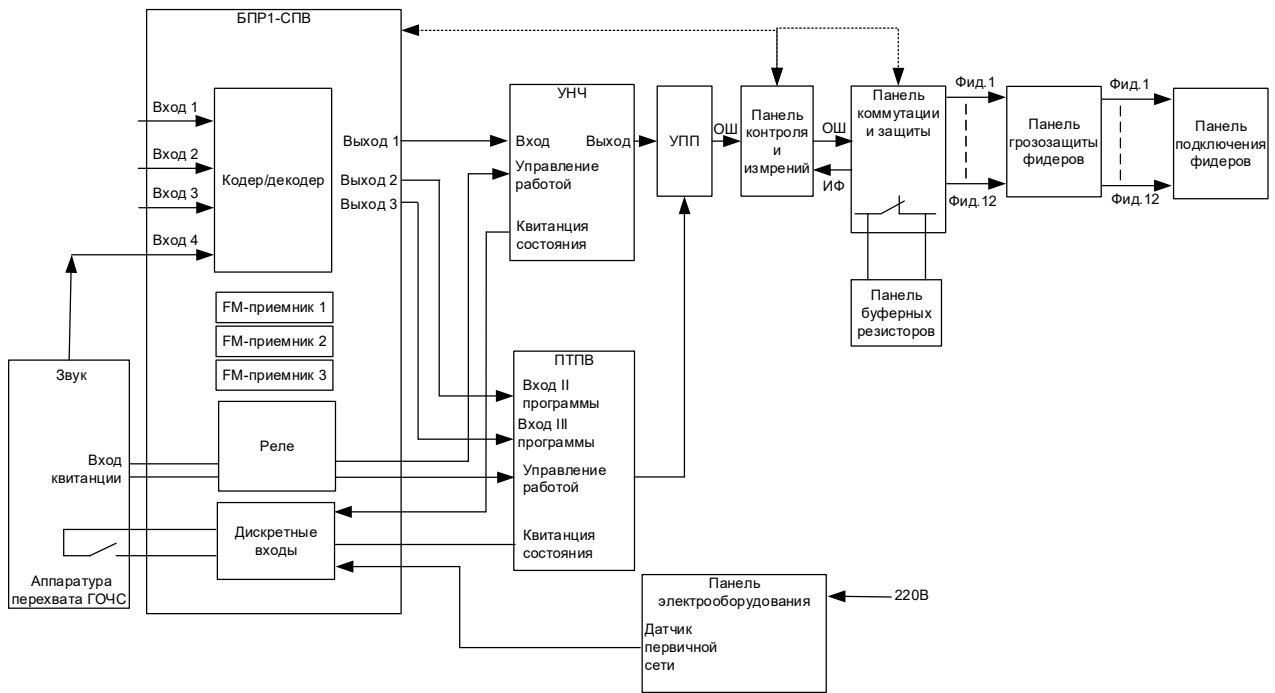 БПР1-СПВ
Вход 1
Вход 2
Вход 3
Вход 4
Кодер/декодер
Выход 1
Выход 2
Выход 3
FM-приемник 1
FM-приемник 2
FM-приемник 3
Реле
Дискретные
входы
Звук
Вход
квитанции
Аппаратура
перехвата ГОЧС
УНЧ
Вход
Выход
Управление
работой
Квитанция
состояния
ПТПВ
Вход II
программы
Вход III
программы
Управление
работой
Квитанция
состояния
УПП
ОШ
Панель
контроля
и
измрений
ОШ
ИФ
Панель
коммутации
и защиты
Панель
буферных
резисторов
Фид.1
Фид.12
Панель
грозозащиты
фидеров
Фид.1
Фид.12
Панель
подключения
фидеров
Панель
электрооборудования
Датчик
первичной
сети
220В